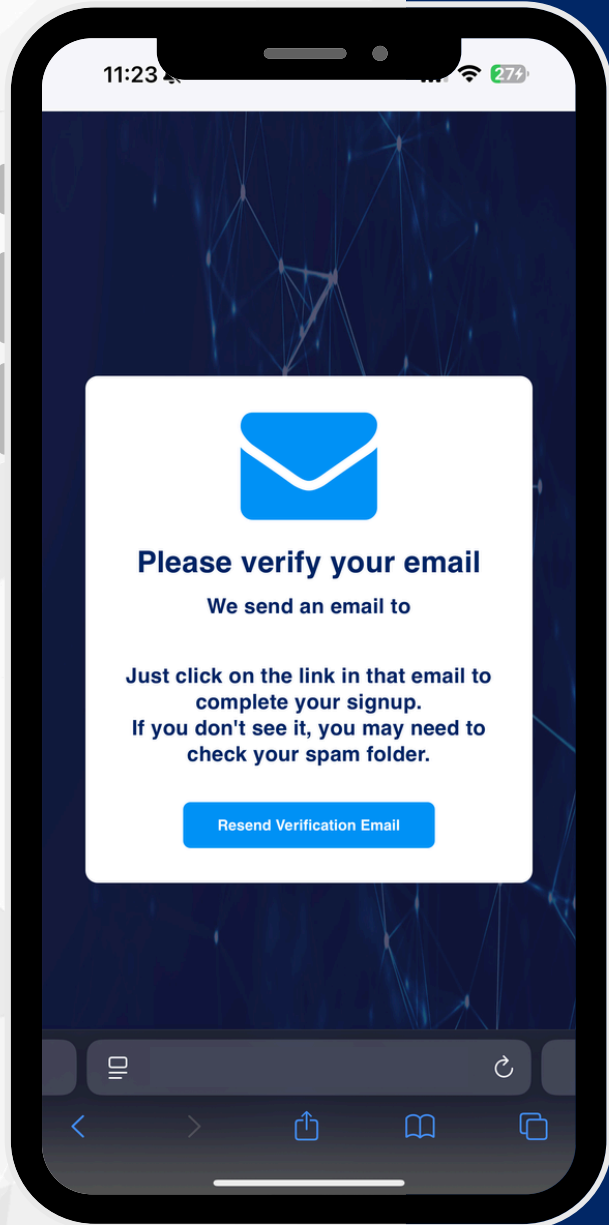 11:23
27
Please verify your email
We send an email to
Just click on the link in that email to
complete your signup.
If you don't see it, you may need to
check your spam folder.
Resend Verification Email